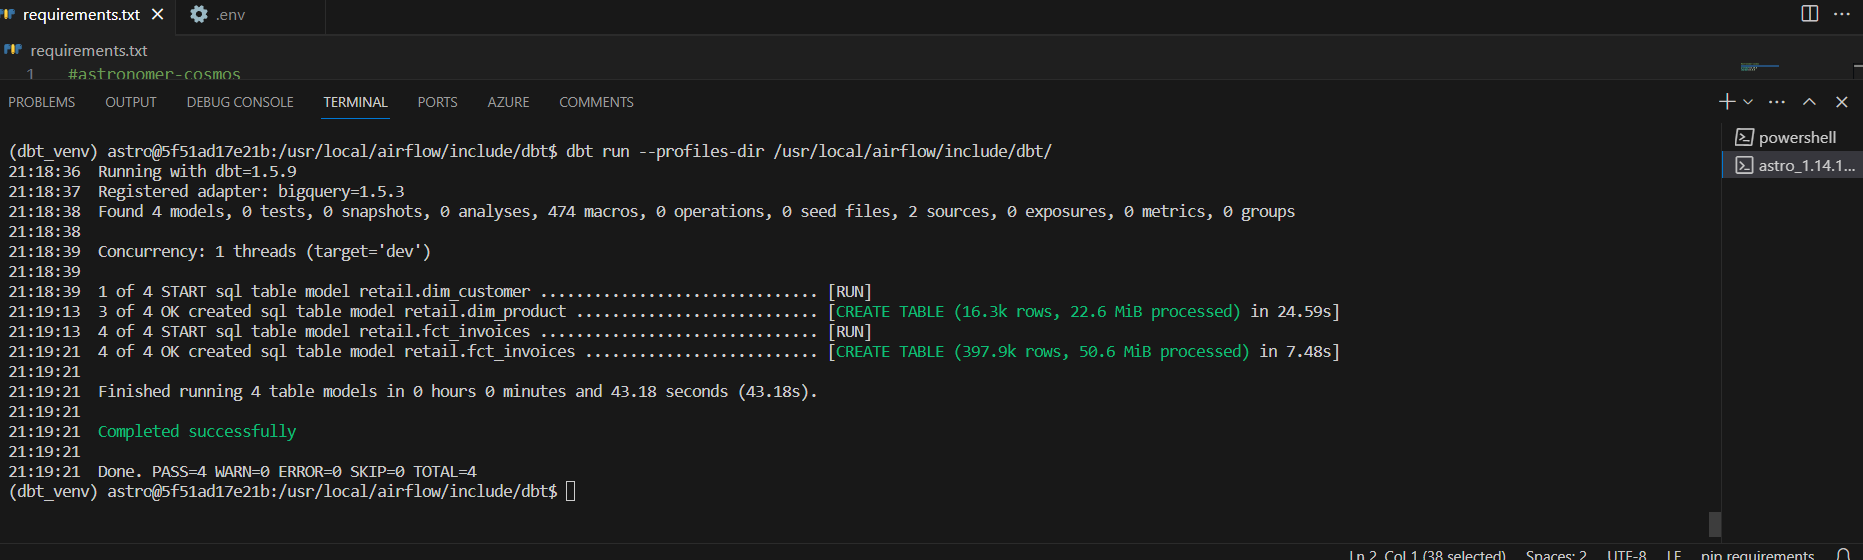 requirements.txt
.env
requirements.txt
1 #astronomer-cosmos
PROBLEMS OUTPUT DEBUG CONSOLE TERMINAL PORTS AZURE COMMENTS
powershell
astro_1.14.1...
(dbt_venv) astro@5f51ad17e21b:/usr/local/airflow/include/dbt$ dbt run --profiles-dir /usr/local/airflow/include/dbt/
21:18:36  Running with dbt=1.5.9
21:18:37  Registered adapter: bigquery=1.5.3
21:18:38  Found 4 models, 0 tests, 0 snapshots, 0 analyses, 474 macros, 0 operations, 0 seed files, 2 sources, 0 exposures, 0 metrics, 0 groups
21:18:38
21:18:39  Concurrency: 1 threads (target='dev')
21:18:39
21:18:39  1 of 4 START sql table model retail.dim_customer ............................... [RUN]
21:19:13  3 of 4 OK created sql table model retail.dim_product ........................... [CREATE TABLE (16.3k rows, 22.6 MiB processed) in 24.59s]
21:19:13  4 of 4 START sql table model retail.fct_invoices ............................... [RUN]
21:19:21  4 of 4 OK created sql table model retail.fct_invoices .......................... [CREATE TABLE (397.9k rows, 50.6 MiB processed) in 7.48s]
21:19:21
21:19:21  Finished running 4 table models in 0 hours 0 minutes and 43.18 seconds (43.18s).
21:19:21
21:19:21  Completed successfully
21:19:21
21:19:21  Done. PASS=4 WARN=0 ERROR=0 SKIP=0 TOTAL=4
(dbt_venv) astro@5f51ad17e21b:/usr/local/airflow/include/dbt$
Ln 2, Col 1 (38 selected) Spaces: 2 UTF-8 LF pip requirements